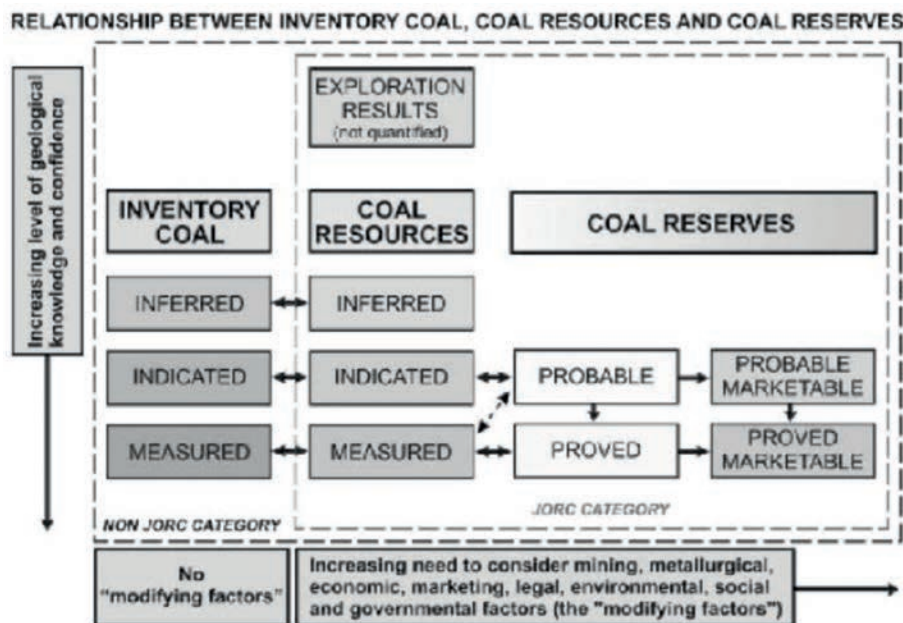 RELATIONSHIP BETWEEN INVENTORY COAL, COAL RESOURCES AND COAL RESERVES
Increasing level of geological
knowledge and confidence
EXPLORATION
RESULTS
(not quantified)
INVENTORY
COAL
COAL
RESOURCES
COAL RESERVES
INFERRED
INFERRED
INDICATED
INDICATED
PROBABLE
PROBABLE
MARKETABLE
MEASURED
MEASURED
PROVED
PROVED
MARKETABLE
NON JORC CATEGORY
JORC CATEGORY
No
"modifying factors"
Increasing need to consider mining, metallurgical,
economic, marketing, legal, environmental, social
and governmental factors (the "modifying factors")